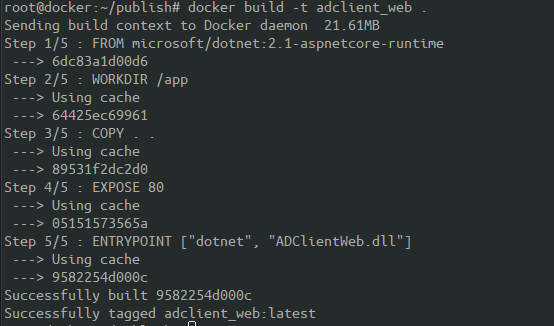 root@docker:~/publish# docker build -t adclient_web .
Sending build context to Docker daemon  21.61MB
Step 1/5 : FROM microsoft/dotnet:2.1-aspnetcore-runtime
 ---> 6dc83a1d00d6
Step 2/5 : WORKDIR /app
 ---> Using cache
 ---> 64425ec69961
Step 3/5 : COPY . .
 ---> Using cache
 ---> 89531f2dc2d0
Step 4/5 : EXPOSE 80
 ---> Using cache
 ---> 05151573565a
Step 5/5 : ENTRYPOINT ["dotnet", "ADClientWeb.dll"]
 ---> Using cache
 ---> 9582254d000c
Successfully built 9582254d000c
Successfully tagged adclient_web:latest